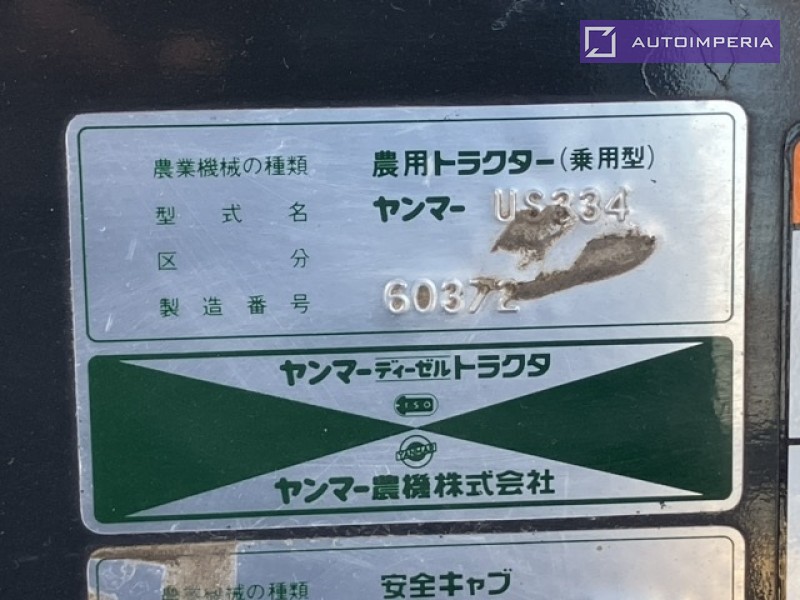 AUTOIMPERIA
農業機械の種類 農用トラクター(乗用型)
型式名 ヤンマー US334
区分
製造番号 60372
ヤンマーディーゼルトラクタ
ISO
YANMAR
ヤンマー農機株式会社
農業機械の種類 安全キャブ